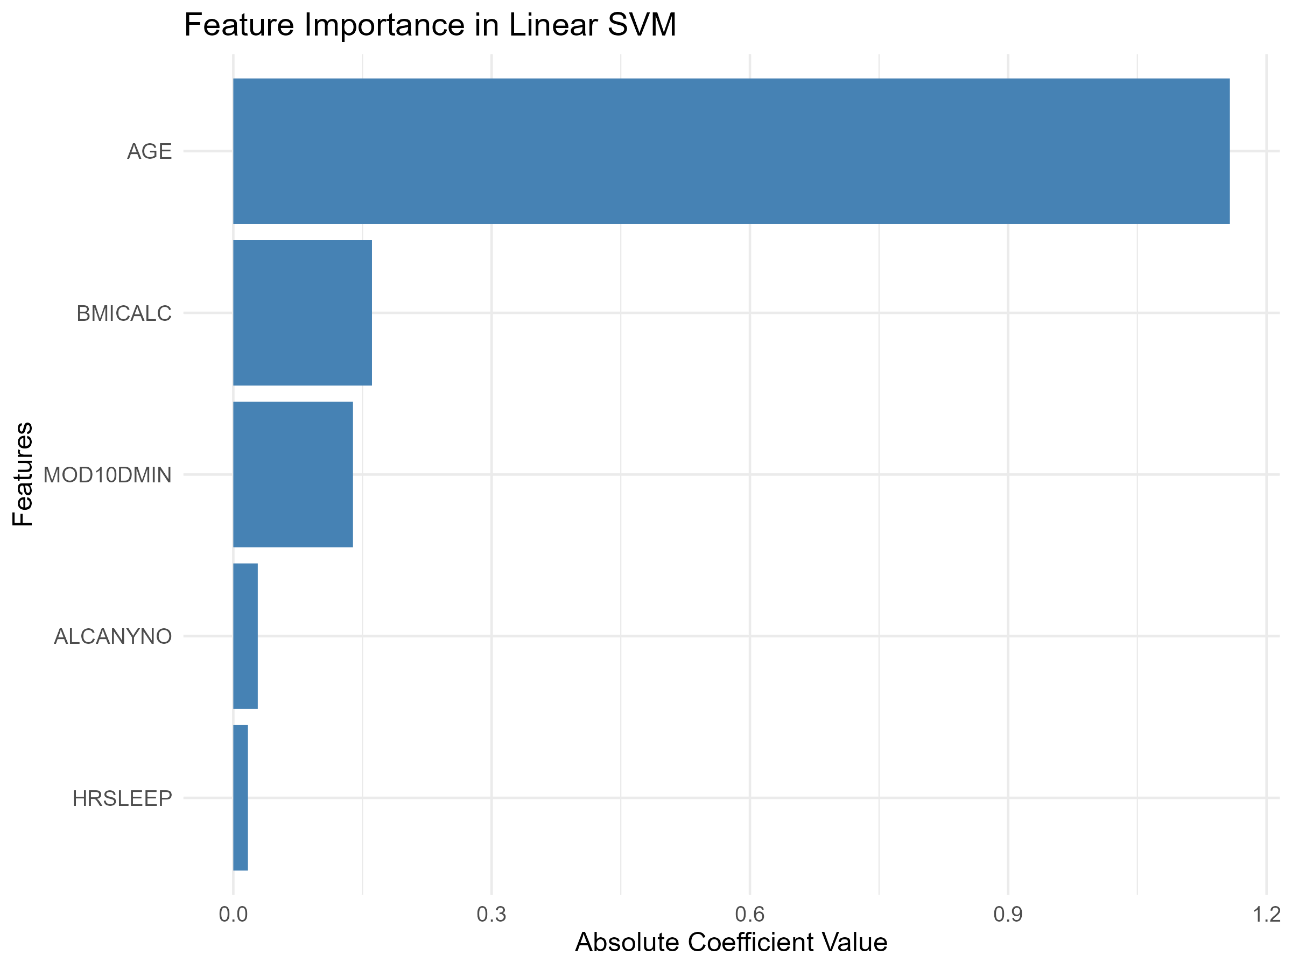 Feature Importance in Linear SVM
AGE
BMICALC
MOD10DMIN
ALCANYNO
HRSLEEP
Features
0.0 0.3 0.6 0.9 1.2
Absolute Coefficient Value